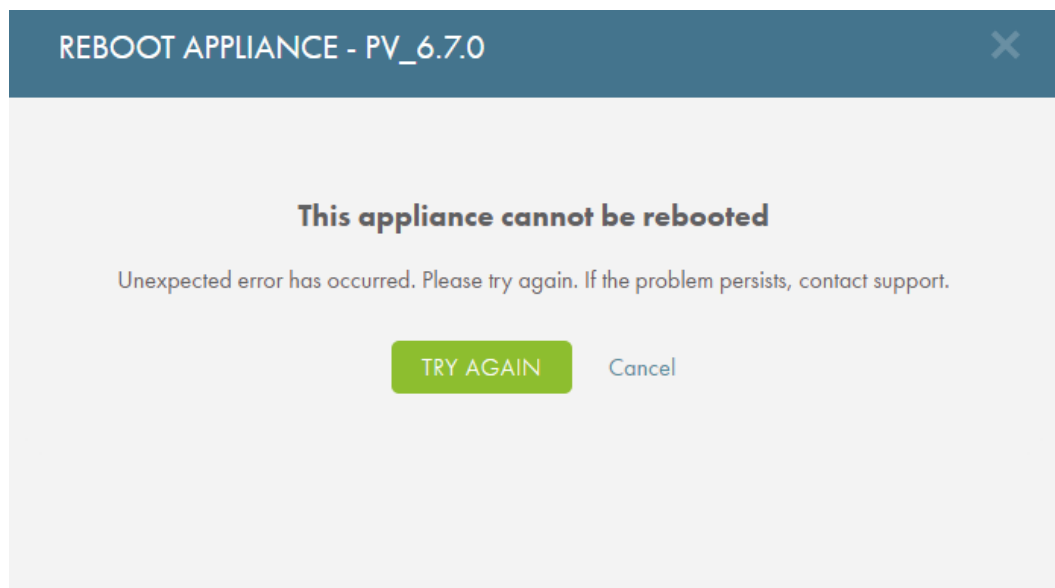 REBOOT APPLIANCE - PV_6.7.0
This appliance cannot be rebooted
Unexpected error has occurred. Please try again. If the problem persists, contact support.
TRY AGAIN
Cancel